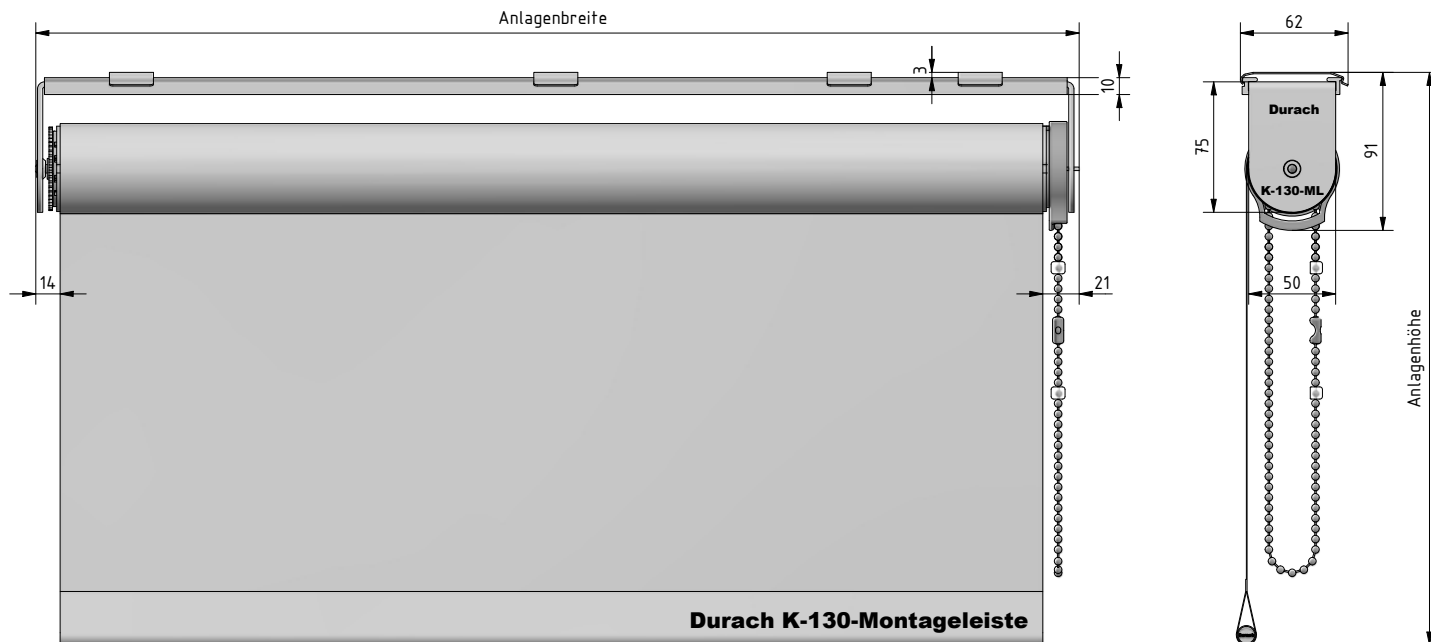 Anlagenbreite
62
3
10
Durach
75
91
K-130-ML
14
21
50
Anlagenhöhe
Durach K-130-Montageleiste